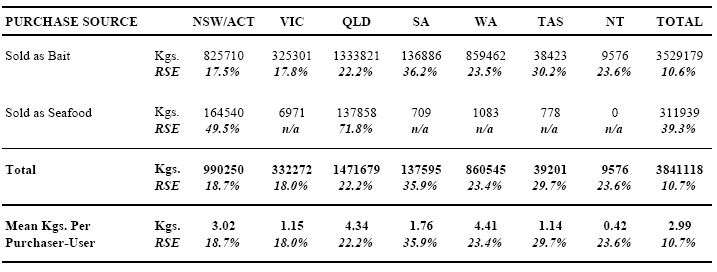 PURCHASE SOURCE NSW/ACT VIC QLD SA WA TAS NT TOTAL
Sold as Bait Kgs. 825710 325301 1333821 136886 859462 38423 9576 3529179
RSE 17.5% 17.8% 22.2% 36.2% 23.5% 30.2% 23.6% 10.6%
Sold as Seafood Kgs. 164540 6971 137858 709 1083 778 0 311939
RSE 49.5% n/a 71.8% n/a n/a n/a n/a 39.3%
Total Kgs. 990250 332272 1471679 137595 860545 39201 9576 3841118
RSE 18.7% 18.0% 22.2% 35.9% 23.4% 29.7% 23.6% 10.7%
Mean Kgs. Per Kgs. 3.02 1.15 4.34 1.76 4.41 1.14 0.42 2.99
Purchaser-User RSE 18.7% 18.0% 22.2% 35.9% 23.4% 29.7% 23.6% 10.7%